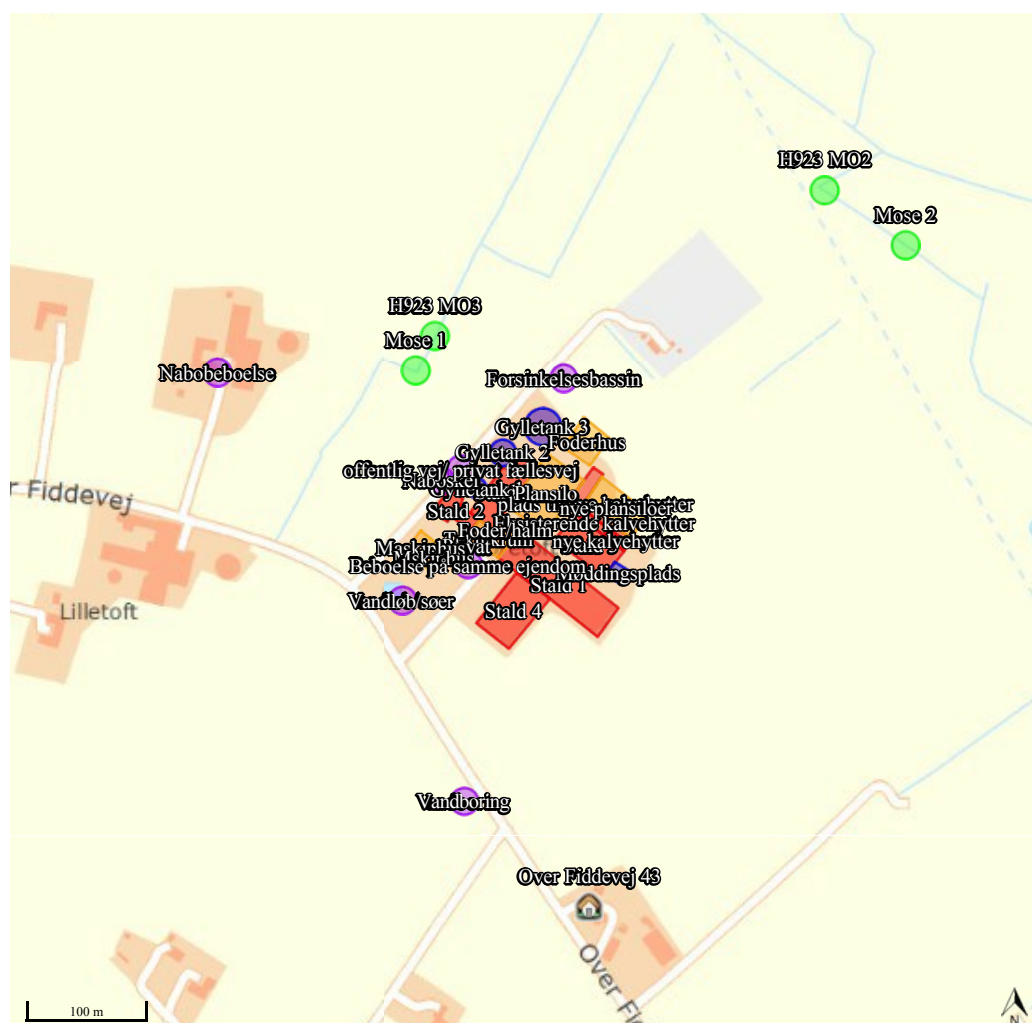 H923 MO2
Mose 2
H923 MO3
Mose 1
Nabobeboelse
Forsinkelsesbassin
Gylletank 3
Foderhus
Gylletank 2
offentlig vej/ privat fællesvej
Naboskel
Plansilo
r Fiddevej
nye plansiloer
Stald 2
Eksisterende kalvehytter
Foder/halm
nye kalvehytter
Beboelse på samme ejendom
Møddingsplads
Stald 1
Vandløb/søer
Stald 4
Lilletoft
Vandboring
Over Fiddevej 43
Over
100 m
N